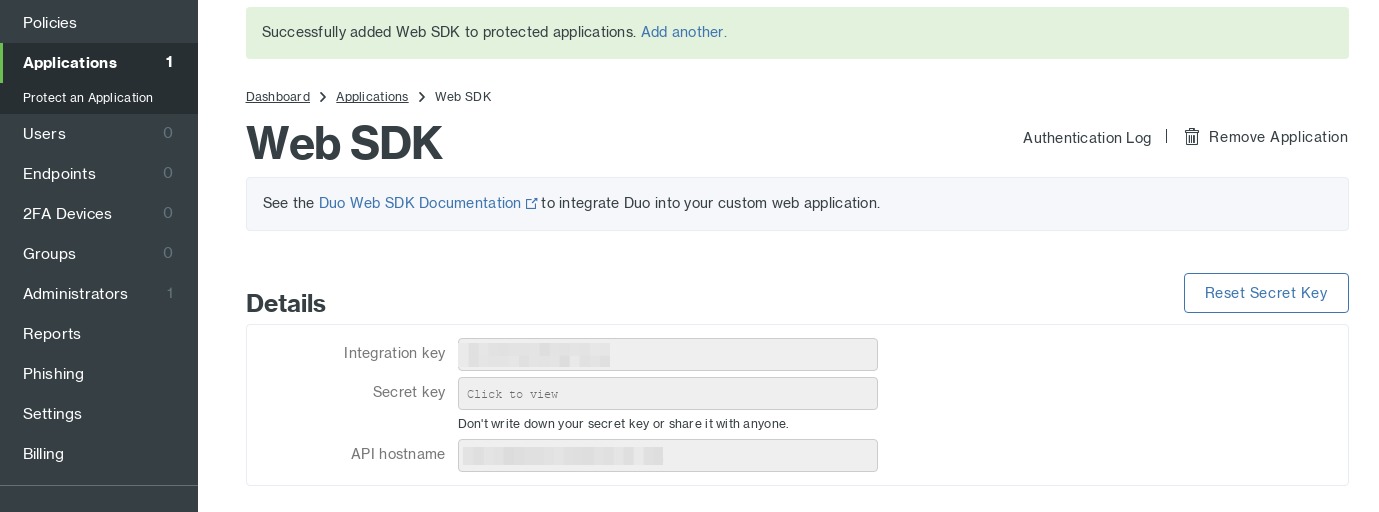 Policies
Applications 1
Protect an Application
Users 0
Endpoints 0
2FA Devices 0
Groups 0
Administrators 1
Reports
Phishing
Settings
Billing
Successfully added Web SDK to protected applications. Add another.
Dashboard > Applications > Web SDK
Web SDK
Authentication Log | Remove Application
See the Duo Web SDK Documentation to integrate Duo into your custom web application.
Details
Reset Secret Key
Integration key
Secret key Click to view
Don't write down your secret key or share it with anyone.
API hostname